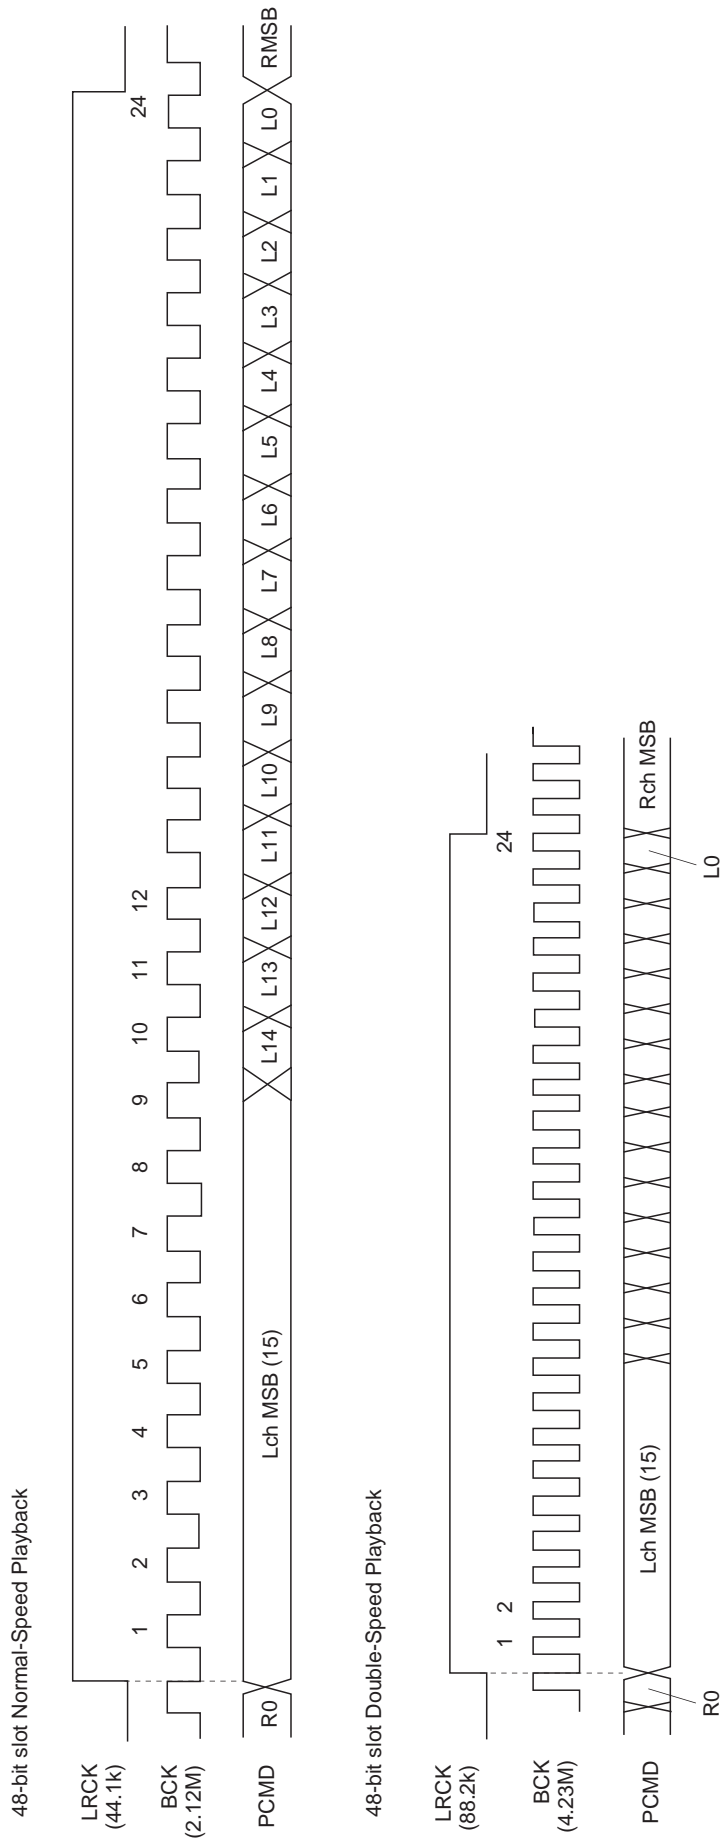 48-bit slot Normal-Speed Playback
LRCK
(44.1k)
1 2 3 4 5 6 7 8 9 10 11 12 24
BCK
(2.12M)
PCMD
R0 Lch MSB (15) L14 L13 L12 L11 L10 L9 L8 L7 L6 L5 L4 L3 L2 L1 L0 RMSB
48-bit slot Double-Speed Playback
LRCK
(88.2k)
1 2 24
BCK
(4.23M)
PCMD
Lch MSB (15) Rch MSB
R0 L0